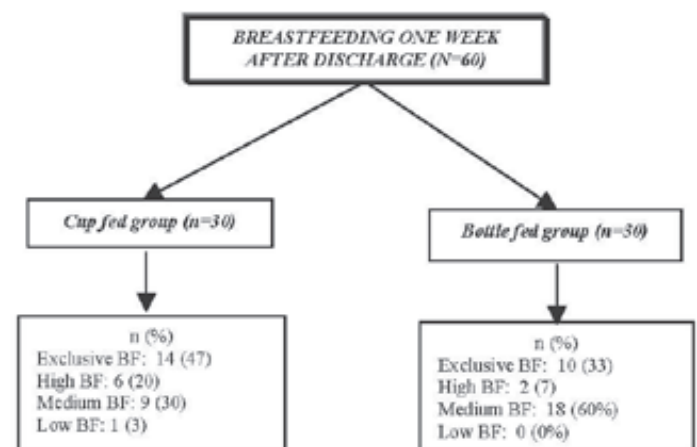 BREASTFEEDING ONE WEEK
AFTER DISCHARGE (N=60)
Cup fed group (n=30)
Bottle fed group (n=30)
n (%)
Exclusive BF: 14 (47)
High BF: 6 (20)
Medium BF: 9 (30)
Low BF: 1 (3)
n (%)
Exclusive BF: 10 (33)
High BF: 2 (7)
Medium BF: 18 (60%)
Low BF: 0 (0%)